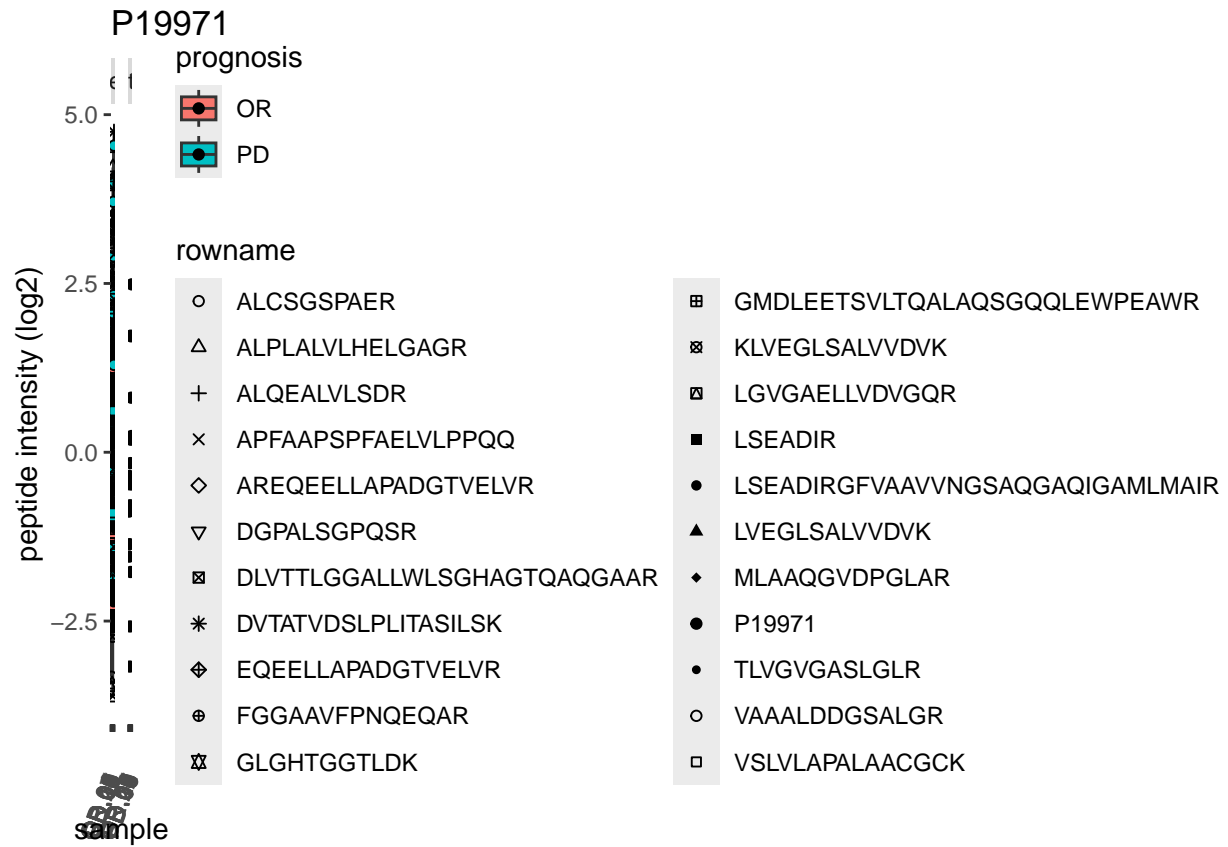 P19971
prognosis
OR
PD
peptide intensity (log2)
5.0
2.5
0.0
−2.5
sample
rowname
ALCSGSPAER
ALPLALVLHELGAGR
ALQEALVLSDR
APFAAPSPFAELVLPPQQ
AREQEELLAPADGTVELVR
DGPALSGPQSR
DLVTTLGGALLWLSGHAGTQAQGAAR
DVTATVDSLPLITASILSK
EQEELLAPADGTVELVR
FGGAAVFPNQEQAR
GLGHTGGTLDK
GMDLEETSVLTQALAQSGQQLEWPEAWR
KLVEGLSALVVDVK
LGVGAELLVDVGQR
LSEADIR
LSEADIRGFVAAVVNGSAQGAQIGAMLMAIR
LVEGLSALVVDVK
MLAAQGVDPGLAR
P19971
TLVGVGASLGLR
VAAALDDGSALGR
VSLVLAPALAACGCK